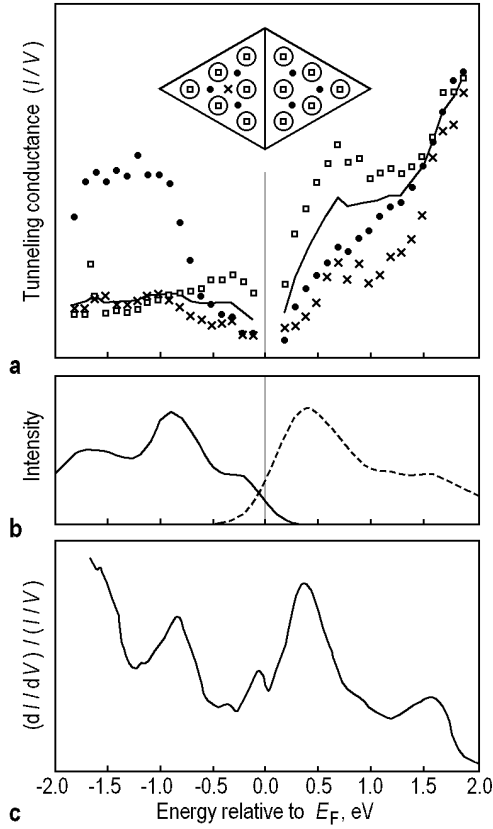 Tunneling conductance (I / V)
a
Intensity
b
(dI / dV) / (I / V)
-2.0 -1.5 -1.0 -0.5 0.0 0.5 1.0 1.5 2.0
Energy relative to EF, eV
c